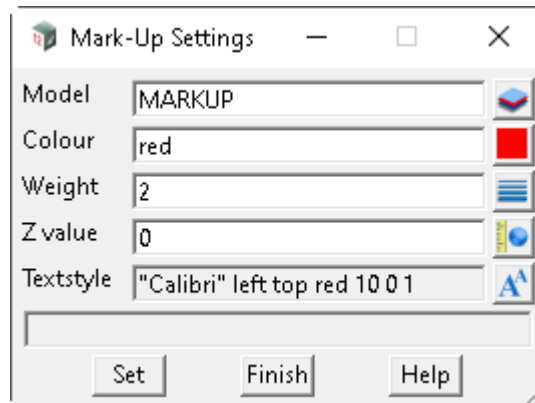 Mark-Up Settings
Model MARKUP
Colour red
Weight 2
Z value 0
Textstyle "Calibri" left top red 10 0 1
Set Finish Help